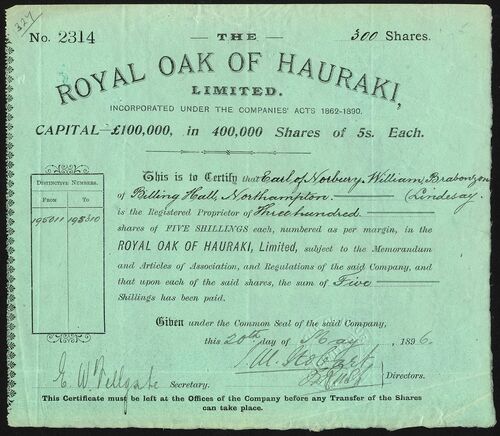 327
No. 2314
THE
300 Shares.
ROYAL OAK OF HAURAKI,
LIMITED.
INCORPORATED UNDER THE COMPANIES' ACTS 1862-1890.
CAPITAL—£100,000, in 400,000 Shares of 5s. Each.
DISTINCTIVE NUMBERS.
FROM TO
195011 195310
This is to Certify that Earl of Norbury William Brabazon
of Billing Hall, Northampton. (Lindesay.
is the Registered Proprietor of Three hundred
shares of FIVE SHILLINGS each, numbered as per margin, in the
ROYAL OAK OF HAURAKI, Limited, subject to the Memorandum
and Articles of Association, and Regulations of the said Company, and
that upon each of the said shares, the sum of Five
Shillings has been paid.
Given under the Common Seal of the said Company,
this 20th day of May 1896.
Directors.
E. W. Fellgate Secretary.
This Certificate must be left at the Offices of the Company before any Transfer of the Shares
can take place.